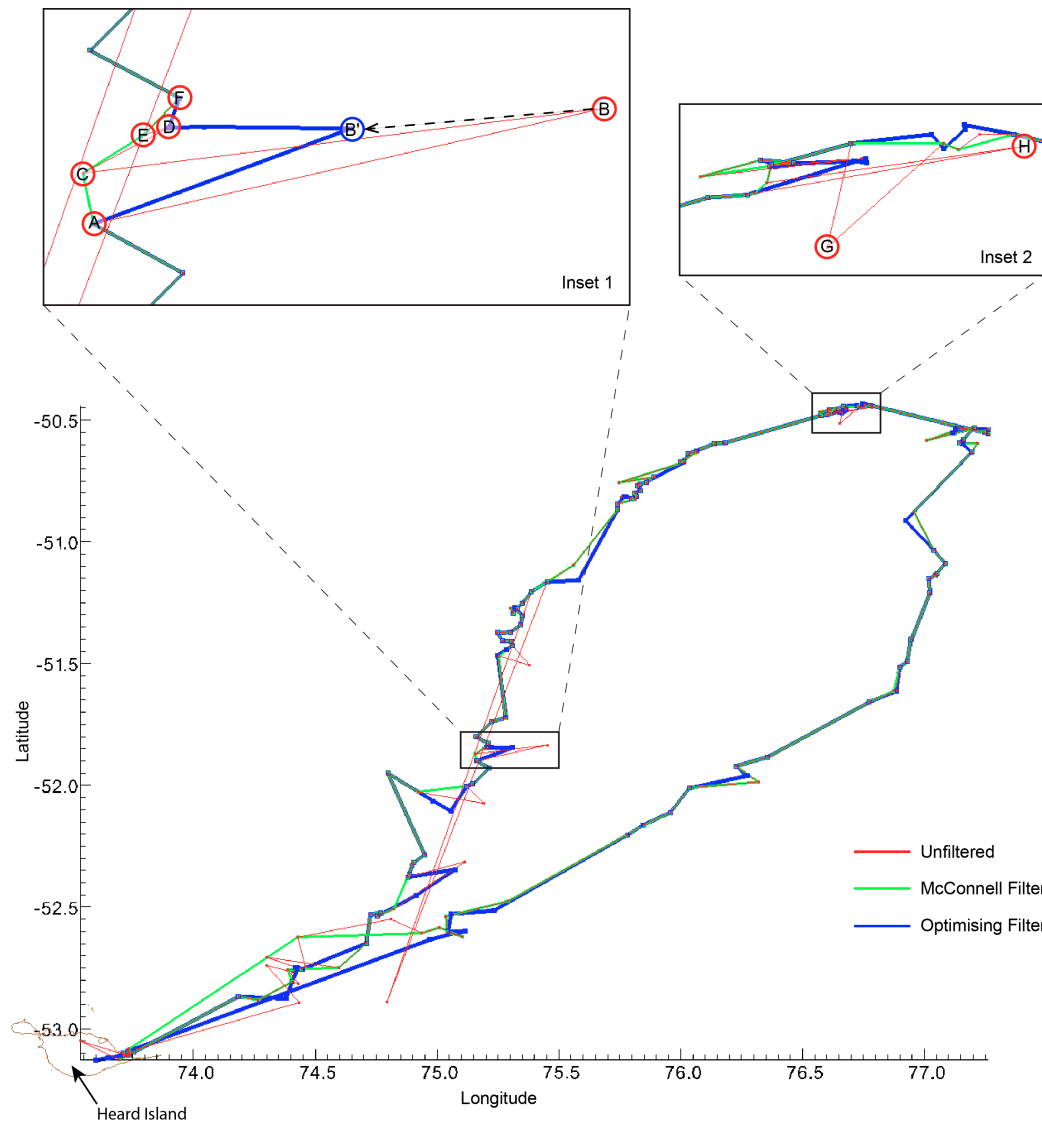 F
B
D
B'
E
C
A
Inset 1
H
G
Inset 2
-50.5
-51.0
-51.5
-52.0
-52.5
-53.0
Latitude
Unfiltered
McConnell Filter
Optimising Filter
74.0 74.5 75.0 75.5 76.0 76.5 77.0
Longitude
Heard Island